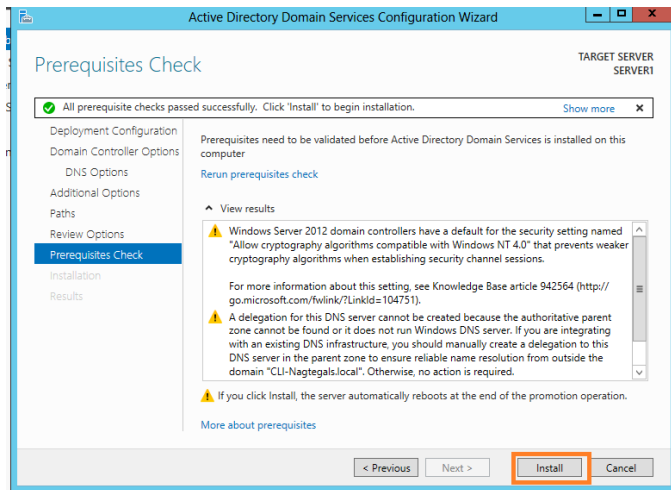 Active Directory Domain Services Configuration Wizard
Prerequisites Check
TARGET SERVER
SERVER1
All prerequisite checks passed successfully. Click 'Install' to begin installation.
Show more
Deployment Configuration
Domain Controller Options
DNS Options
Additional Options
Paths
Review Options
Prerequisites Check
Installation
Results
Prerequisites need to be validated before Active Directory Domain Services is installed on this
computer
Rerun prerequisites check
View results
Windows Server 2012 domain controllers have a default for the security setting named
"Allow cryptography algorithms compatible with Windows NT 4.0" that prevents weaker
cryptography algorithms when establishing security channel sessions.
For more information about this setting, see Knowledge Base article 942564 (http://
go.microsoft.com/fwlink/?LinkId=104751).
A delegation for this DNS server cannot be created because the authoritative parent
zone cannot be found or it does not run Windows DNS server. If you are integrating
with an existing DNS infrastructure, you should manually create a delegation to this
DNS server in the parent zone to ensure reliable name resolution from outside the
domain "CLI-Nagtegals.local". Otherwise, no action is required.
If you click Install, the server automatically reboots at the end of the promotion operation.
More about prerequisites
< Previous
Next >
Install
Cancel